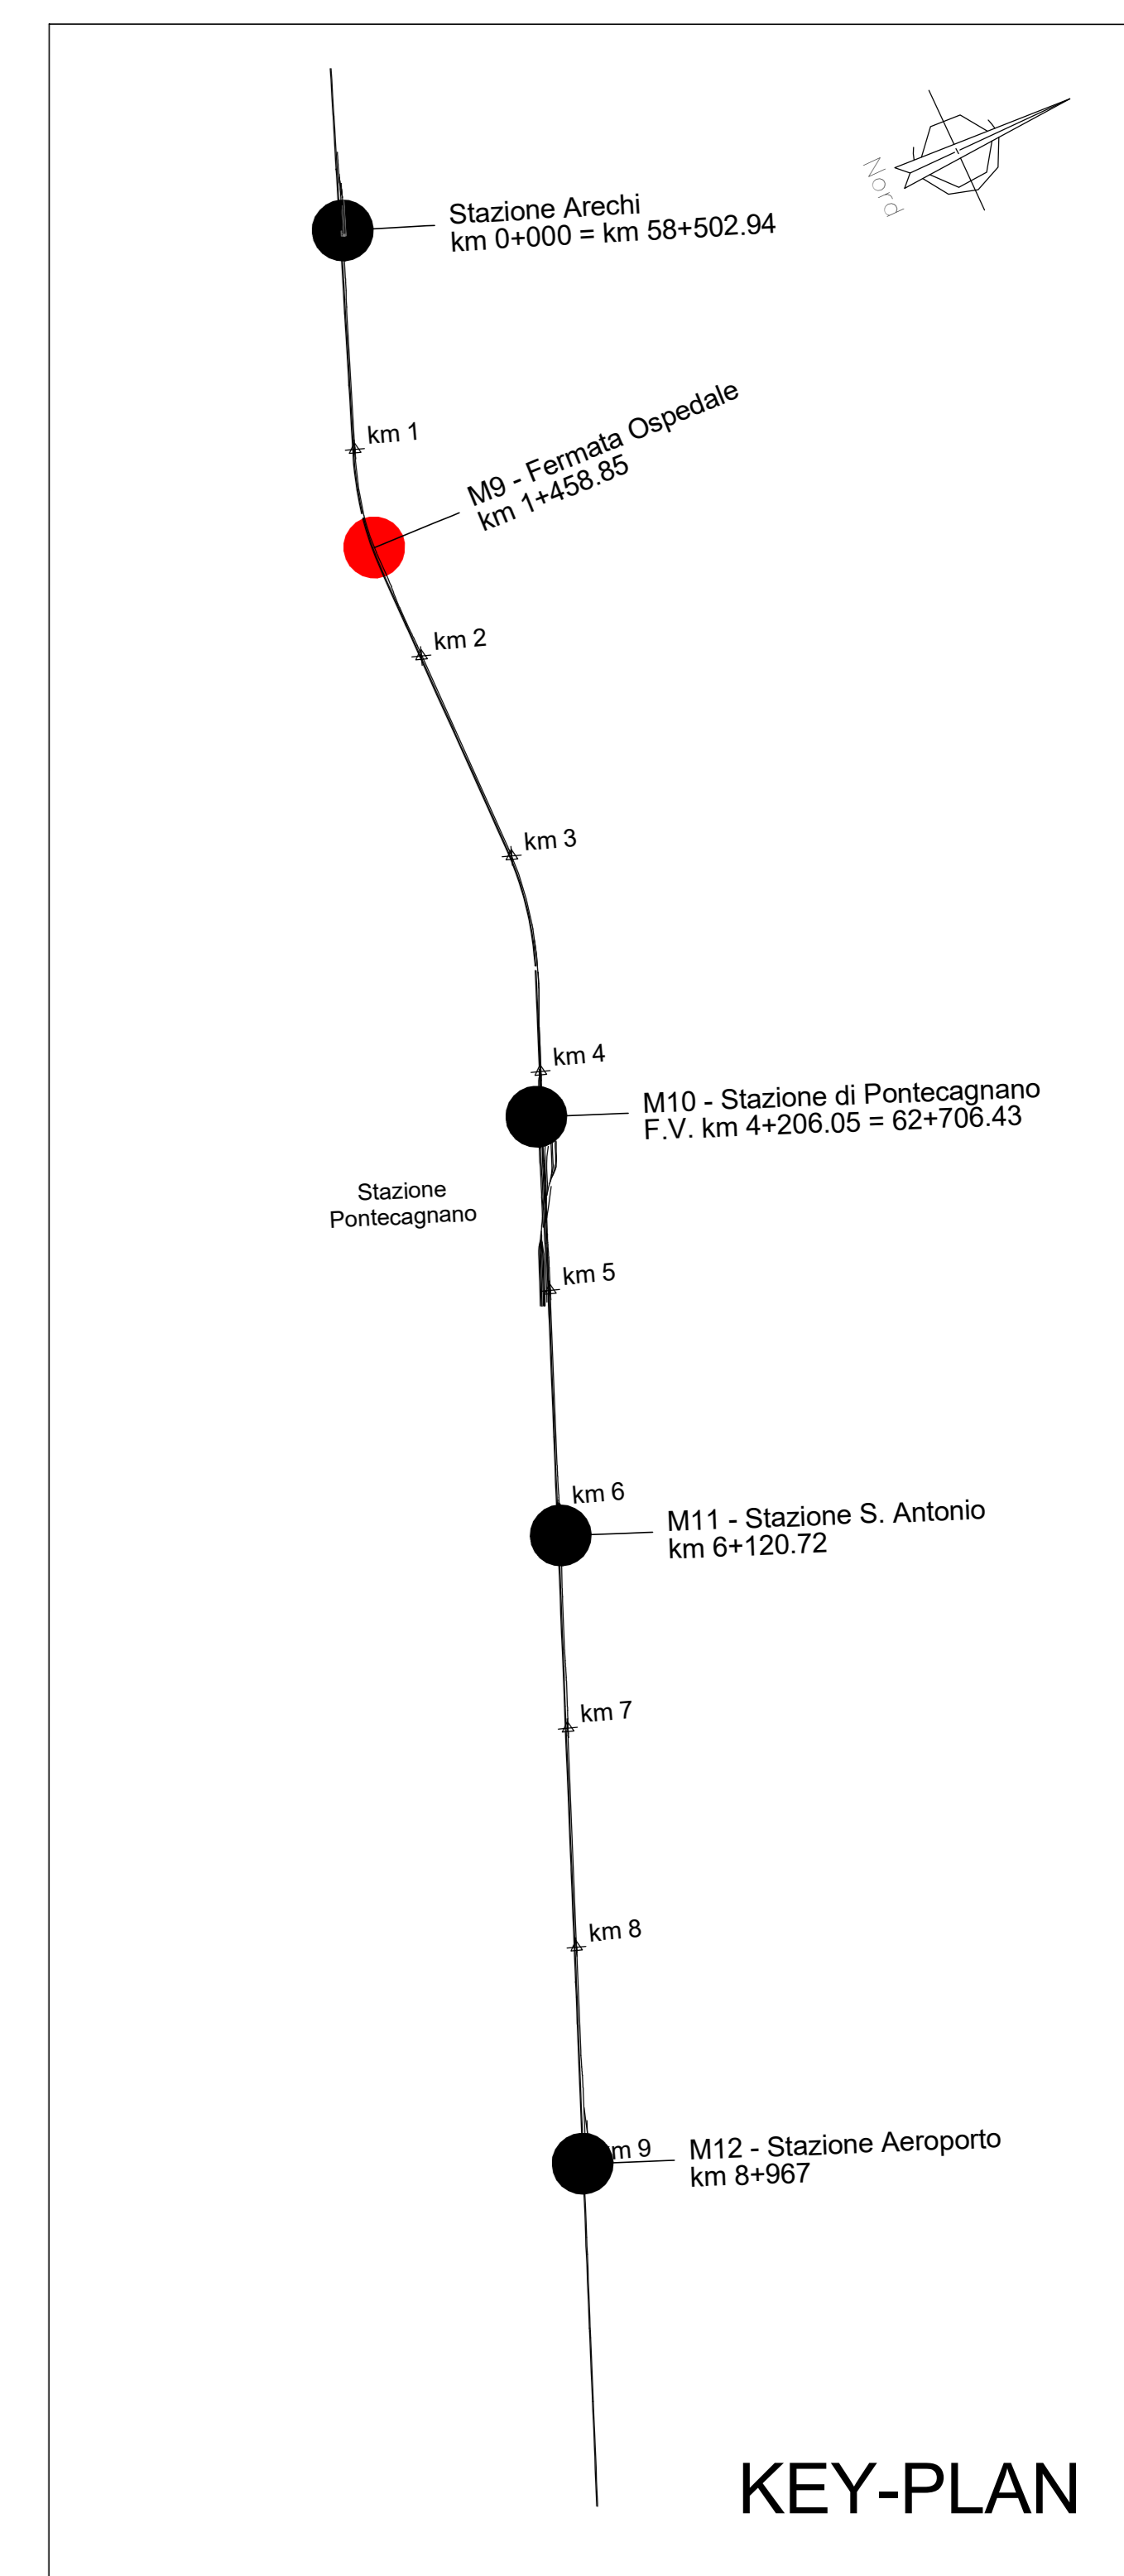 Nord
Stazione Arechi
km 0+000 = km 58+502.94
km 1
M9 - Fermata Ospedale
km 1+458.85
km 2
km 3
km 4
M10 - Stazione di Pontecagnano
F.V. km 4+206.05 = 62+706.43
Stazione
Pontecagnano
km 5
km 6
M11 - Stazione S. Antonio
km 6+120.72
km 7
km 8
m 9
M12 - Stazione Aeroporto
km 8+967
KEY-PLAN